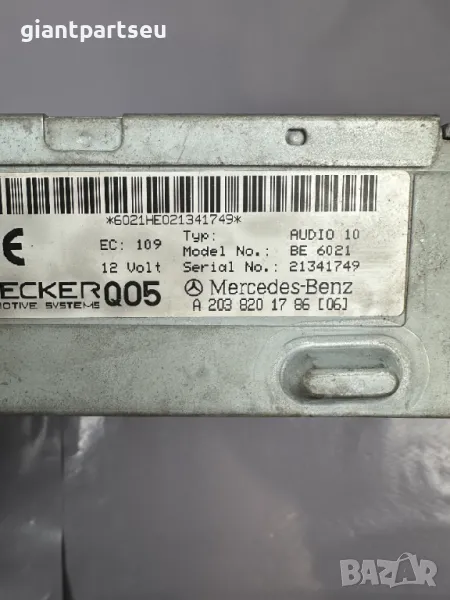 giantpartseu
*6021HE021341749*
EC: 109 Typ: AUDIO 10
Model No.: BE 6021
12 Volt Serial No.: 21341749
ECKER Q05 Mercedes-Benz
OTIVE SYSTEMS A 203 820 17 86 [06]
BAZAR